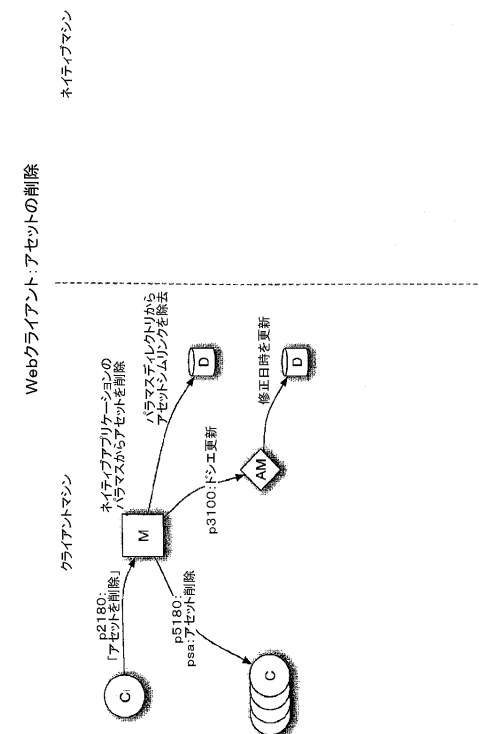 Webクライアント:アセットの削除
クライアントマシン
ネイティブマシン
Ci
p2180:
「アセットを削除」
M
ネイティブアプリケーションの
パラマスからアセットを削除
パラマスディレクトリから
アセットシムリンクを除去
D
p3100:ドシエ更新
AM
修正日時を更新
D
p5180:
psa:アセット削除
C